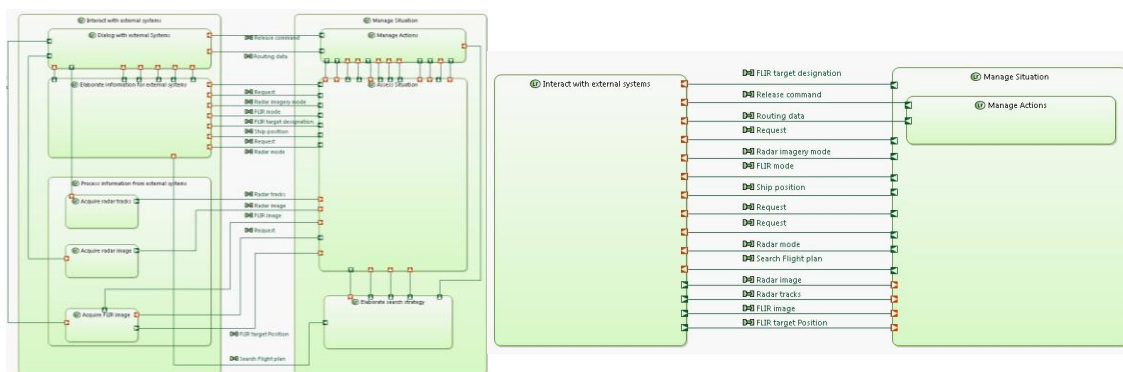 Interact with external systems
Manage Situation
Dialog with external Systems
Manage Actions
Release command
Routing data
Elaborate information for external systems
Assess Situation
Request
Radar imagery mode
FLIR mode
FLIR target designation
Ship position
Request
Radar mode
Process information from external systems
Acquire radar tracks
Radar tracks
Radar image
FLIR image
Request
Acquire radar image
Acquire FLIR image
Elaborate search strategy
FLIR target Position
Search Flight plan
Interact with external systems
FLIR target designation
Manage Situation
Release command
Manage Actions
Routing data
Request
Radar imagery mode
FLIR mode
Ship position
Request
Request
Radar mode
Search Flight plan
Radar image
Radar tracks
FLIR image
FLIR target Position